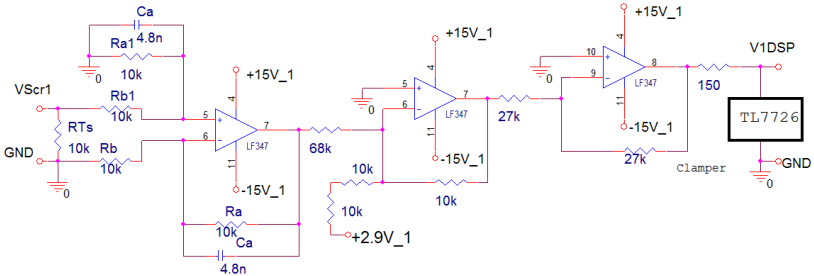 Ca
4.8n
Ra1
10k
0
VScr1
Rb1
10k
RTs
10k
GND
Rb
10k
0
+15V_1
4
5
+
6
−
7
LF347
11
-15V_1
Ra
10k
Ca
4.8n
68k
0
+15V_1
4
5
+
6
−
7
LF347
11
-15V_1
10k
10k
10k
+2.9V_1
27k
0
+15V_1
4
10
+
9
−
8
LF347
11
-15V_1
27k
150
V1DSP
TL7726
Clamper
GND
0